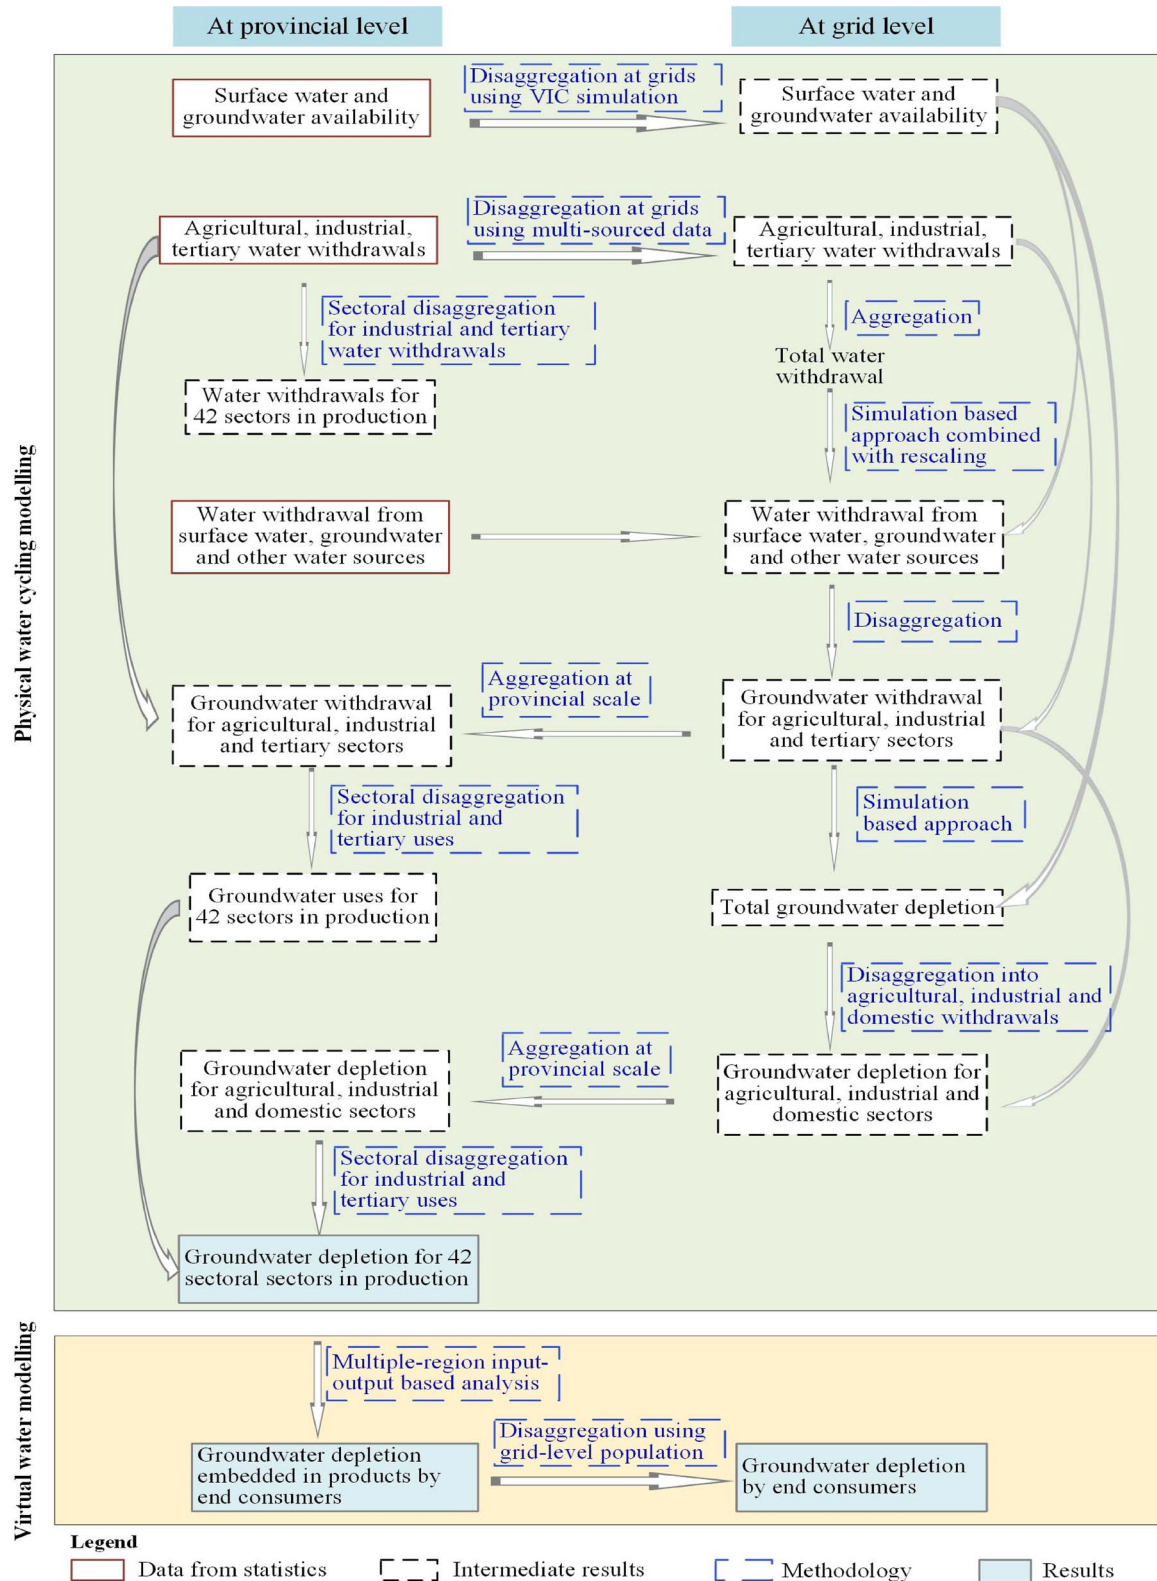 At provincial level
At grid level
Physical water cycling modelling
Surface water and
groundwater availability
Disaggregation at grids
using VIC simulation
Surface water and
groundwater availability
Agricultural, industrial,
tertiary water withdrawals
Disaggregation at grids
using multi-sourced data
Agricultural, industrial,
tertiary water withdrawals
Sectoral disaggregation
for industrial and tertiary
water withdrawals
Aggregation
Total water
withdrawal
Water withdrawals for
42 sectors in production
Simulation based
approach combined
with rescaling
Water withdrawal from
surface water, groundwater
and other water sources
Water withdrawal from
surface water, groundwater
and other water sources
Disaggregation
Groundwater withdrawal
for agricultural, industrial
and tertiary sectors
Aggregation at
provincial scale
Groundwater withdrawal
for agricultural, industrial
and tertiary sectors
Sectoral disaggregation
for industrial and
tertiary uses
Simulation
based approach
Groundwater uses for
42 sectors in production
Total groundwater depletion
Disaggregation into
agricultural, industrial and
domestic withdrawals
Groundwater depletion
for agricultural, industrial
and domestic sectors
Aggregation at
provincial scale
Groundwater depletion for
agricultural, industrial and
domestic sectors
Sectoral disaggregation
for industrial and
tertiary uses
Groundwater depletion for 42
sectoral sectors in production
Virtual water modelling
Multiple-region input-
output based analysis
Groundwater depletion
embedded in products by
end consumers
Disaggregation using
grid-level population
Groundwater depletion
by end consumers
Legend
Data from statistics
Intermediate results
Methodology
Results